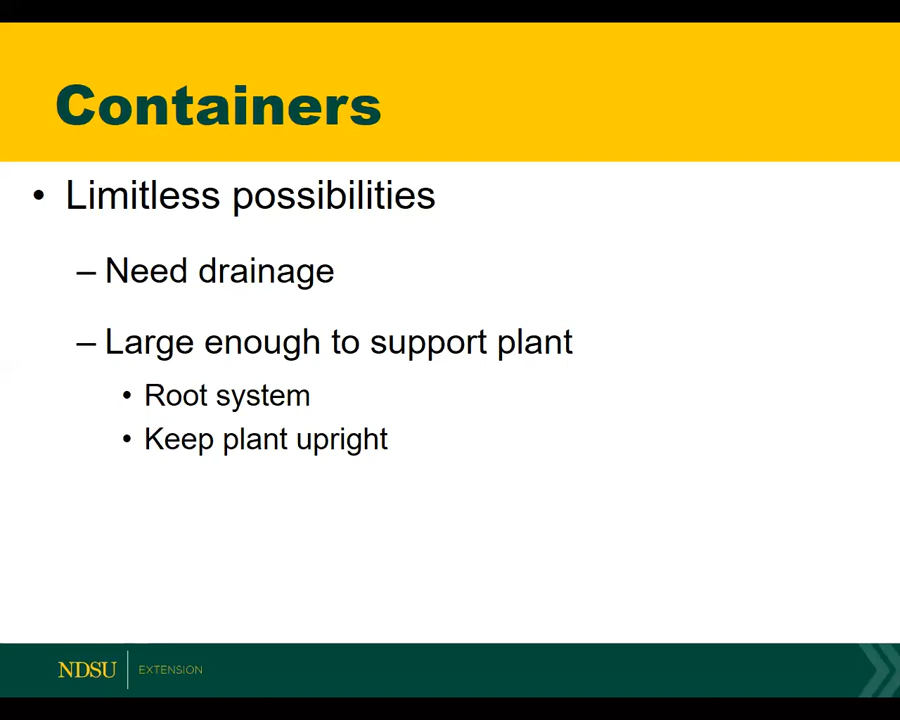 Containers
• Limitless possibilities
– Need drainage
– Large enough to support plant
• Root system
• Keep plant upright
NDSU | EXTENSION